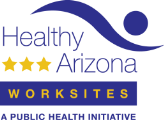 Healthy
Arizona
WORKSITES
A PUBLIC HEALTH INITIATIVE